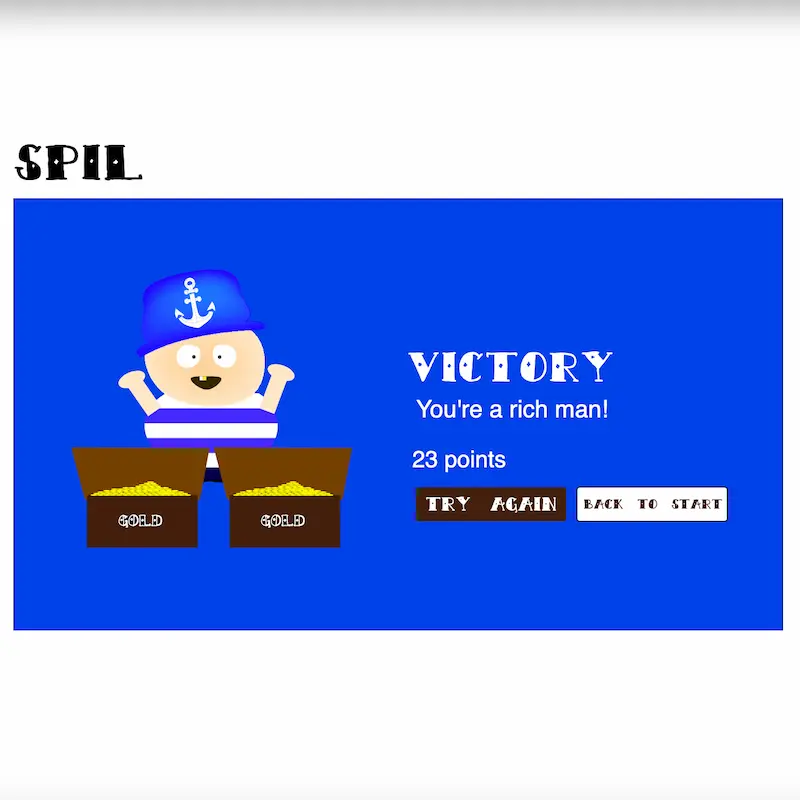 SPIL
VICTORY
You're a rich man!
23 points
TRY AGAIN
BACK TO START
GOLD
GOLD